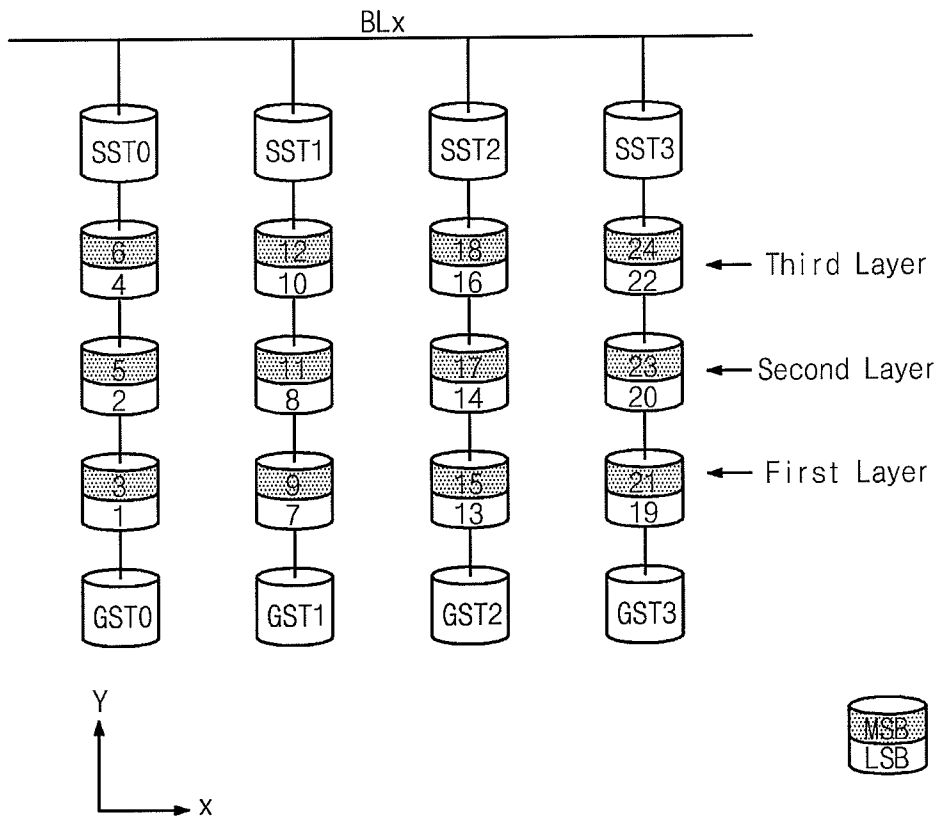 BLx
SST0 SST1 SST2 SST3
6 12 18 24
4 10 16 22
Third Layer
5 11 17 23
2 8 14 20
Second Layer
3 9 15 21
1 7 13 19
First Layer
GST0 GST1 GST2 GST3
Y
X
MSB
LSB